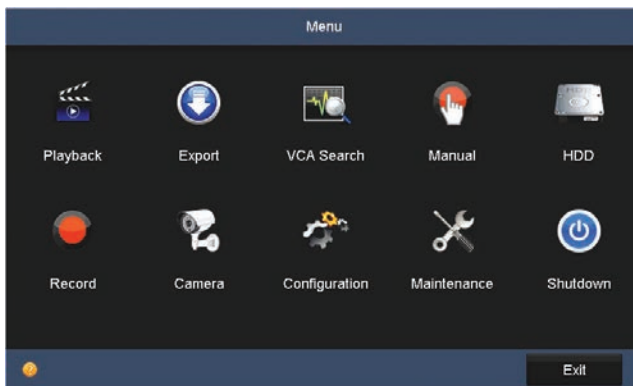 Menu
Playback Export VCA Search Manual HDD
Record Camera Configuration Maintenance Shutdown
Exit